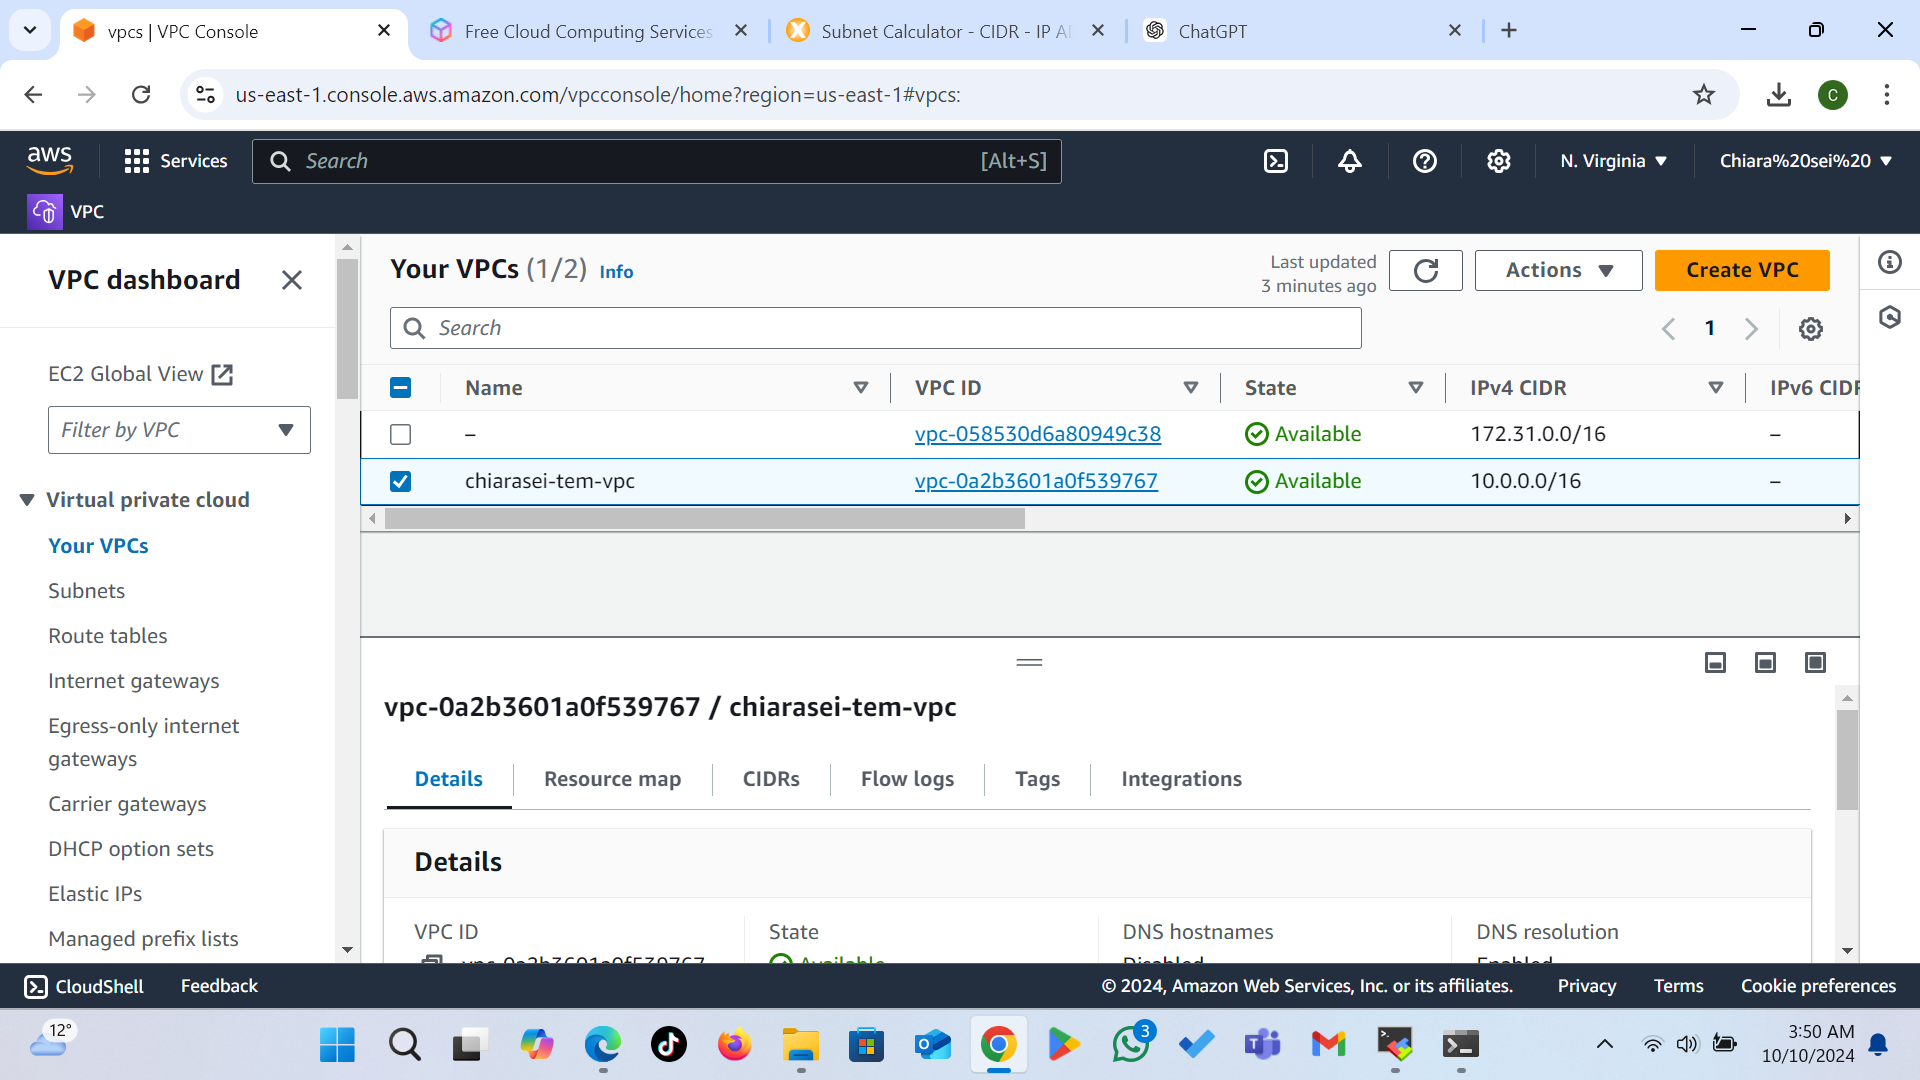 vpcs | VPC Console
Free Cloud Computing Services
Subnet Calculator - CIDR - IP A
ChatGPT
us-east-1.console.aws.amazon.com/vpcconsole/home?region=us-east-1#vpcs:
C
aws
Services
Search
[Alt+S]
N. Virginia
Chiara%20sei%20
VPC
VPC dashboard
EC2 Global View
Filter by VPC
Virtual private cloud
Your VPCs
Subnets
Route tables
Internet gateways
Egress-only internet
gateways
Carrier gateways
DHCP option sets
Elastic IPs
Managed prefix lists
Your VPCs (1/2) Info
Last updated
3 minutes ago
Actions
Create VPC
Search
1
Name VPC ID State IPv4 CIDR IPv6 CIDR
– vpc-058530d6a80949c38 Available 172.31.0.0/16 –
chiarasei-tem-vpc vpc-0a2b3601a0f539767 Available 10.0.0.0/16 –
vpc-0a2b3601a0f539767 / chiarasei-tem-vpc
Details Resource map CIDRs Flow logs Tags Integrations
Details
VPC ID State DNS hostnames DNS resolution
vpc-0a2b3601a0f539767 Available Disabled Enabled
CloudShell Feedback © 2024, Amazon Web Services, Inc. or its affiliates. Privacy Terms Cookie preferences
12°
3
3:50 AM
10/10/2024